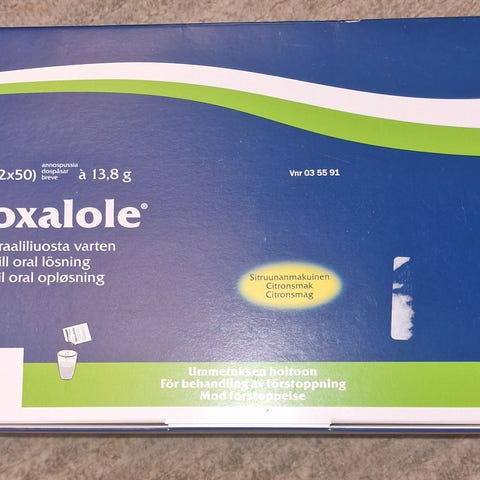 2x50) annospussia dospåsar breve à 13,8 g
Vnr 03 55 91
oxalole®
raaliliuosta varten
ill oral lösning
il oral opløsning
Sitruunanmakuinen
Citronsmak
Citronsmag
Ummetuksen hoitoon
För behandling av förstoppning
Mod forstoppelse